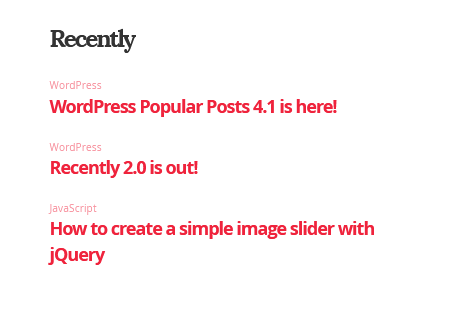 Recently
WordPress
WordPress Popular Posts 4.1 is here!
WordPress
Recently 2.0 is out!
JavaScript
How to create a simple image slider with
jQuery